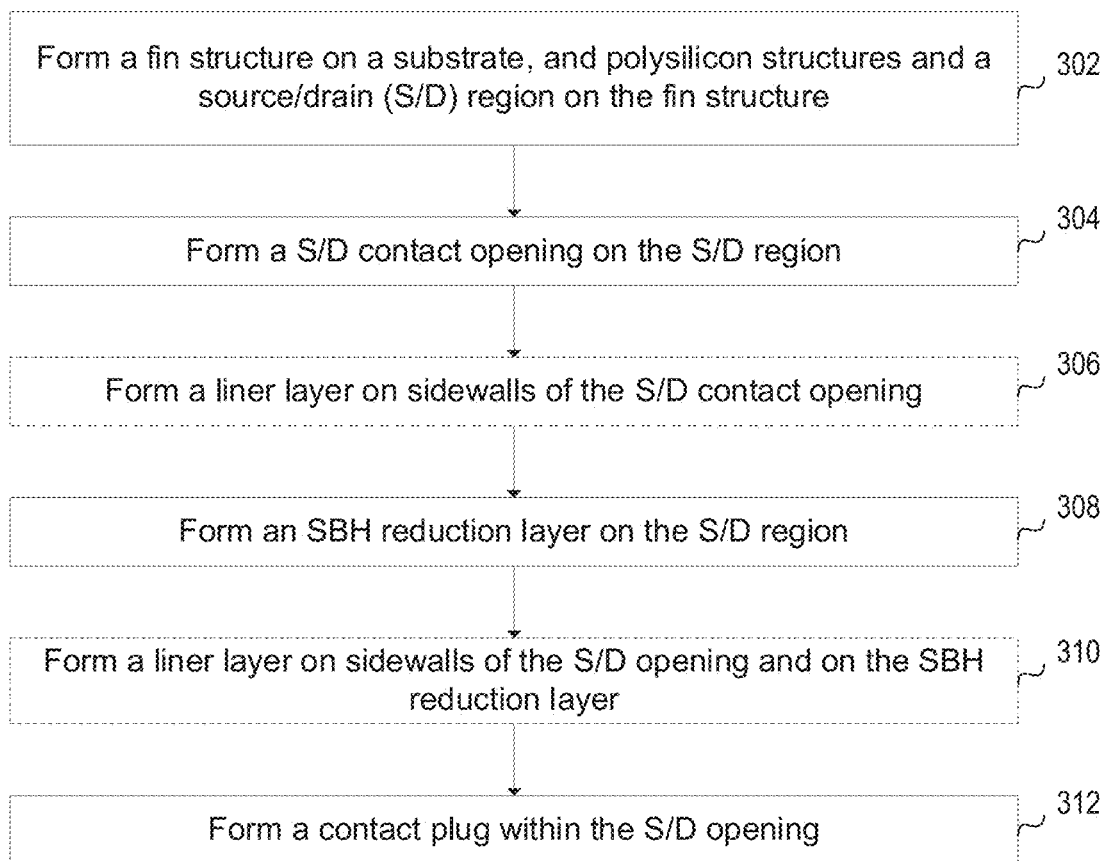 Form a fin structure on a substrate, and polysilicon structures and a
source/drain (S/D) region on the fin structure
302
Form a S/D contact opening on the S/D region
304
Form a liner layer on sidewalls of the S/D contact opening
306
Form an SBH reduction layer on the S/D region
308
Form a liner layer on sidewalls of the S/D opening and on the SBH
reduction layer
310
Form a contact plug within the S/D opening
312